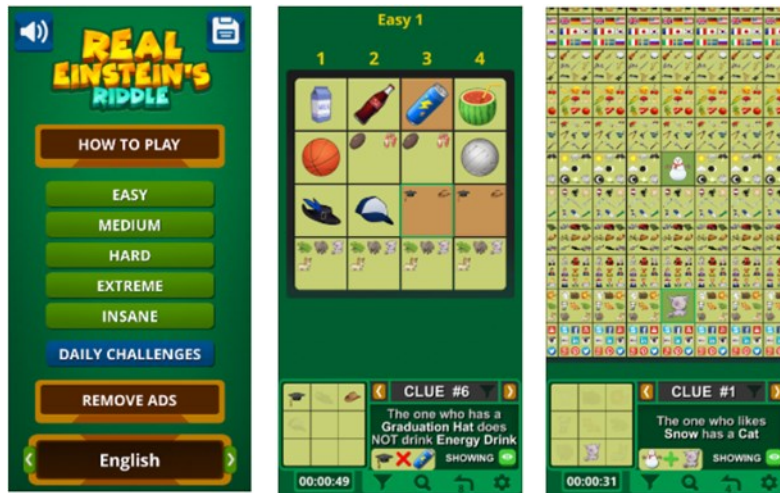 REAL
EINSTEIN'S
RIDDLE
HOW TO PLAY
EASY
MEDIUM
HARD
EXTREME
INSANE
DAILY CHALLENGES
REMOVE ADS
English
Easy 1
1 2 3 4
CLUE #6
The one who has a
Graduation Hat does
NOT drink Energy Drink
SHOWING
00:00:49
CLUE #1
The one who likes
Snow has a Cat
SHOWING
00:00:31